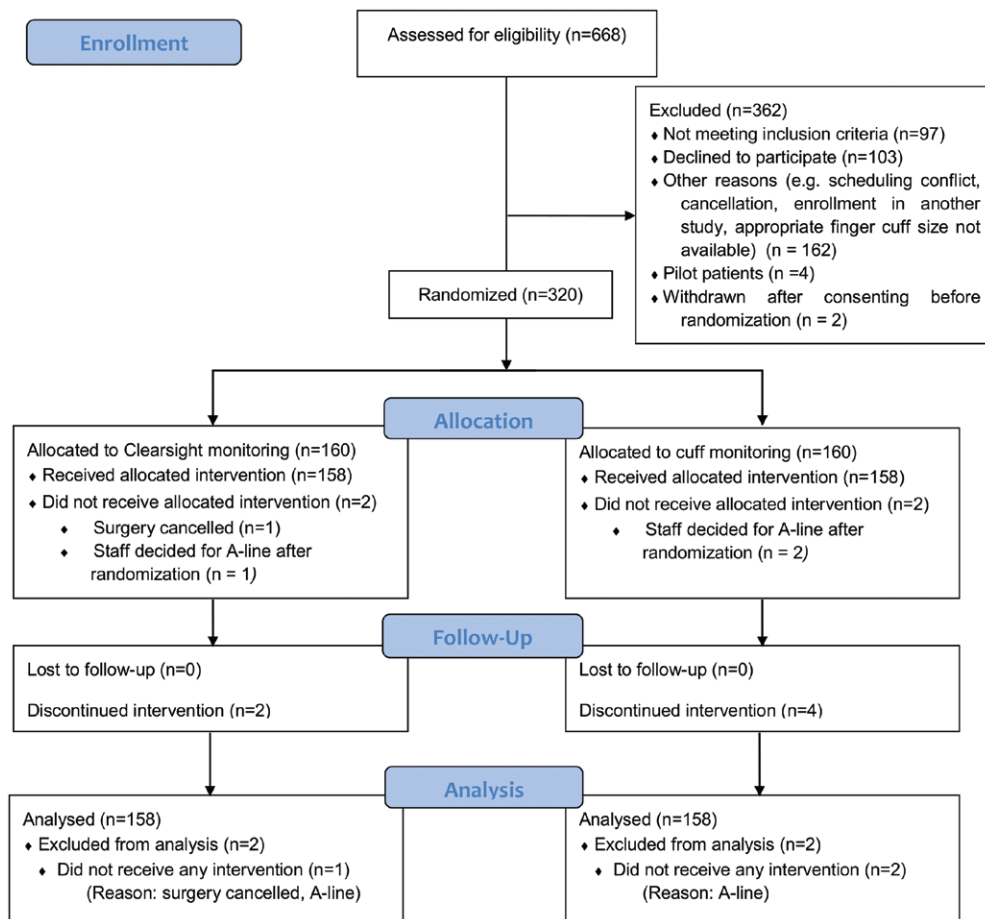 Enrollment
Assessed for eligibility (n=668)
Excluded (n=362)
♦ Not meeting inclusion criteria (n=97)
♦ Declined to participate (n=103)
♦ Other reasons (e.g. scheduling conflict,
cancellation, enrollment in another
study, appropriate finger cuff size not
available) (n = 162)
♦ Pilot patients (n =4)
♦ Withdrawn after consenting before
randomization (n = 2)
Randomized (n=320)
Allocation
Allocated to Clearsight monitoring (n=160)
♦ Received allocated intervention (n=158)
♦ Did not receive allocated intervention (n=2)
♦ Surgery cancelled (n=1)
♦ Staff decided for A-line after
randomization (n = 1)
Allocated to cuff monitoring (n=160)
♦ Received allocated intervention (n=158)
♦ Did not receive allocated intervention (n=2)
♦ Staff decided for A-line after
randomization (n = 2)
Follow-Up
Lost to follow-up (n=0)
Discontinued intervention (n=2)
Lost to follow-up (n=0)
Discontinued intervention (n=4)
Analysis
Analysed (n=158)
♦ Excluded from analysis (n=2)
♦ Did not receive any intervention (n=1)
(Reason: surgery cancelled, A-line)
Analysed (n=158)
♦ Excluded from analysis (n=2)
♦ Did not receive any intervention (n=2)
(Reason: A-line)